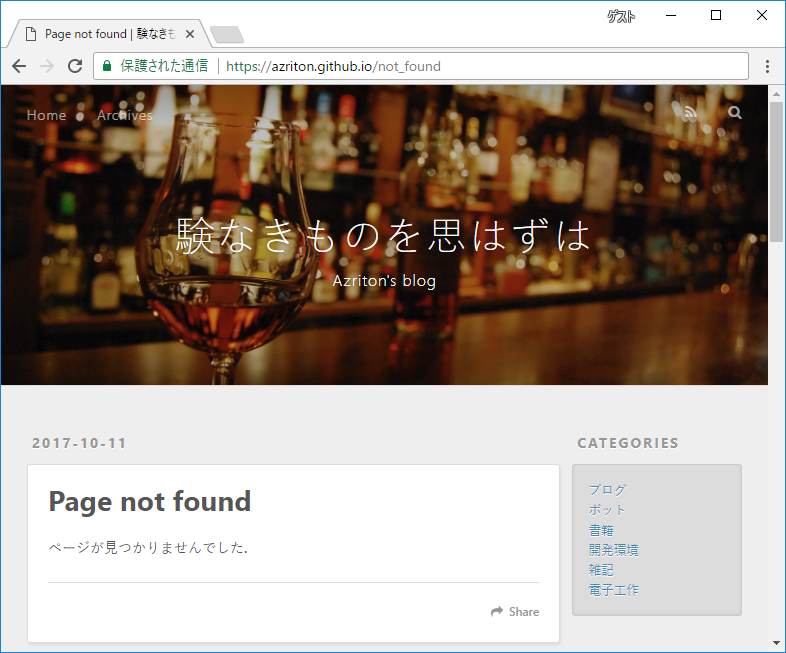 ゲスト
Page not found | 験なきも
保護された通信 https://azriton.github.io/not_found
Home Archives
験なきものを思はずは
Azriton's blog
2017-10-11
Page not found
ページが見つかりませんでした.
Share
CATEGORIES
ブログ
ボット
書籍
開発環境
雑記
電子工作